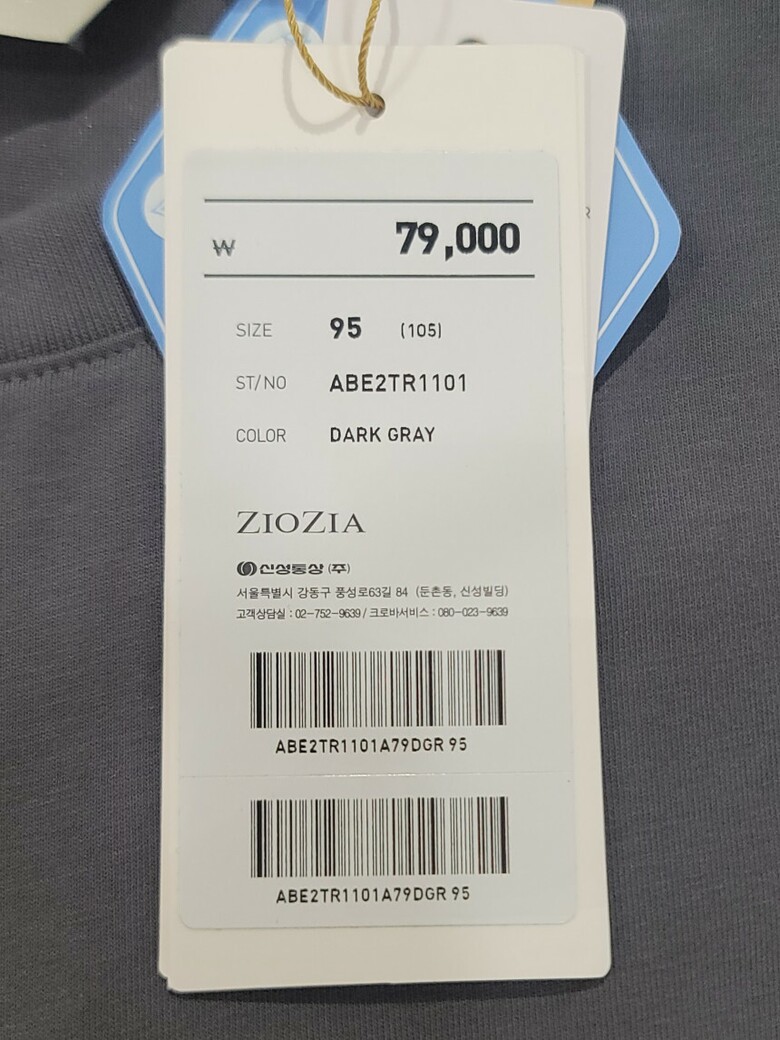 ₩ 79,000
SIZE 95 (105)
ST/NO ABE2TR1101
COLOR DARK GRAY
ZIOZIA
신성통상 (주)
서울특별시 강동구 풍성로63길 84 (둔촌동, 신성빌딩)
고객상담실 : 02-752-9639 / 크로바서비스 : 080-023-9639
ABE2TR1101A79DGR 95
ABE2TR1101A79DGR 95